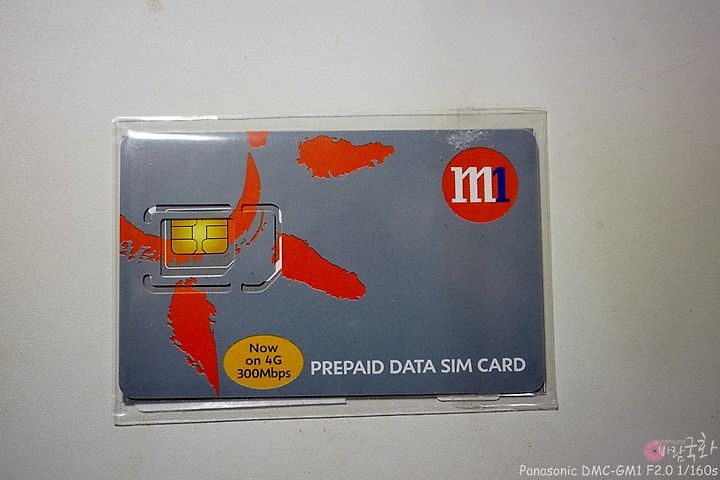 m1
Now
on 4G
300Mbps
PREPAID DATA SIM CARD
바람국화
Panasonic DMC-GM1 F2.0 1/160s